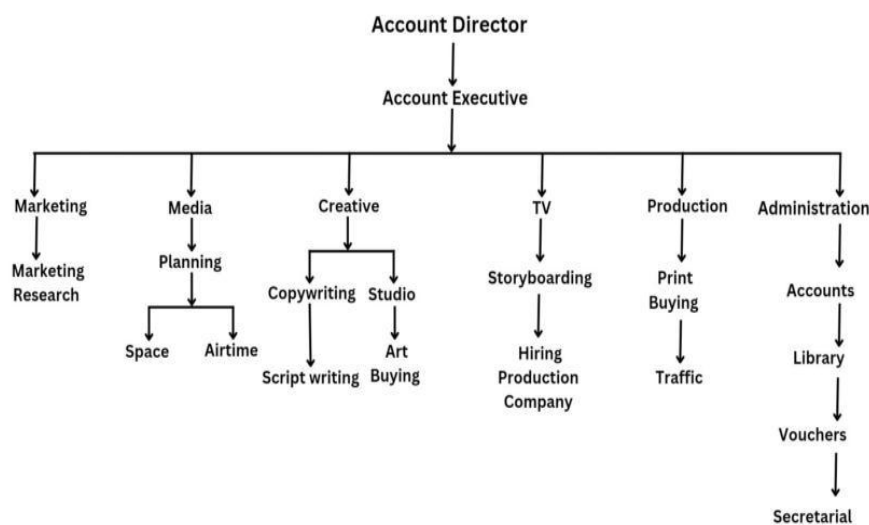 Account Director
Account Executive
Marketing
Media
Creative
TV
Production
Administration
Marketing
Research
Planning
Space
Airtime
Copywriting
Studio
Script writing
Art
Buying
Storyboarding
Hiring
Production
Company
Print
Buying
Traffic
Accounts
Library
Vouchers
Secretarial